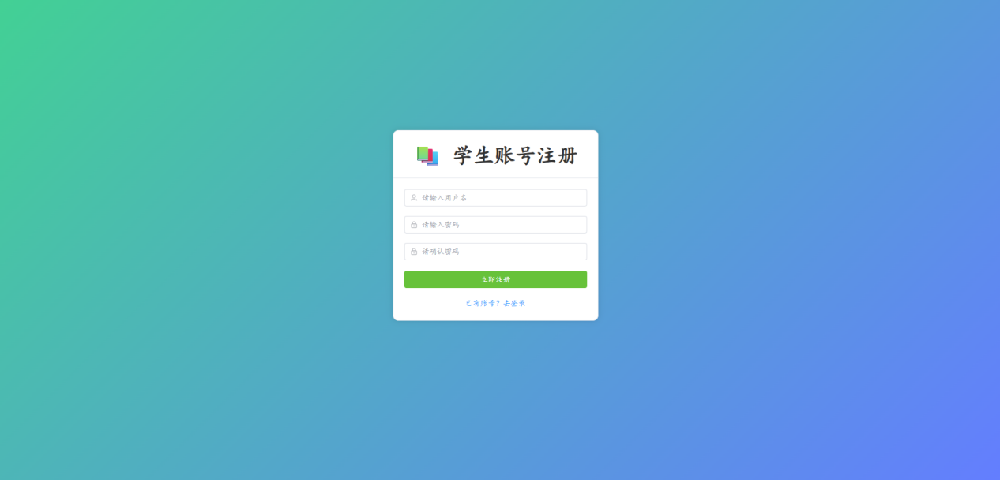 学生账号注册
请输入用户名
请输入密码
请确认密码
立即注册
已有账号？去登录